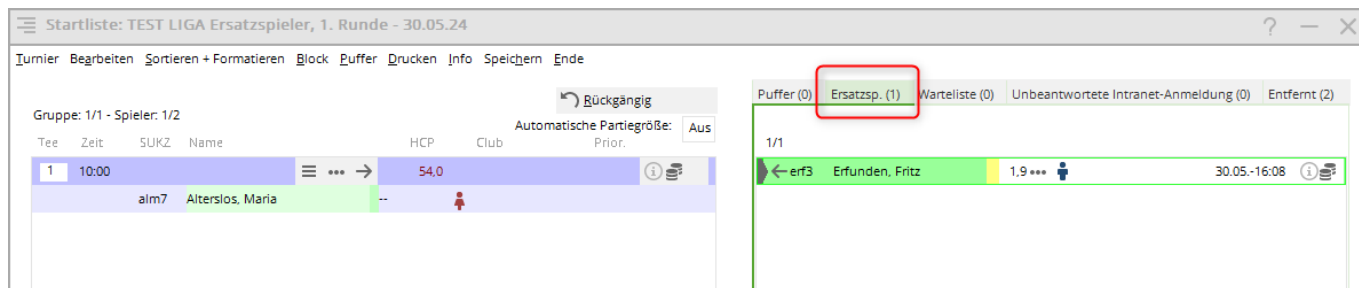 Startliste: TEST LIGA Ersatzspieler, 1. Runde - 30.05.24
Turnier Bearbeiten Sortieren + Formatieren Block Puffer Drucken Info Speichern Ende
Rückgängig
Gruppe: 1/1 - Spieler: 1/2
Automatische Partiegröße: Aus
Tee Zeit SUKZ Name HCP Club Prior.
1 10:00 54,0
alm7 Alterslos, Maria --
Puffer (0) Ersatzsp. (1) Warteliste (0) Unbeantwortete Intranet-Anmeldung (0) Entfernt (2)
1/1
erf3 Erfunden, Fritz 1,9 30.05.-16:08